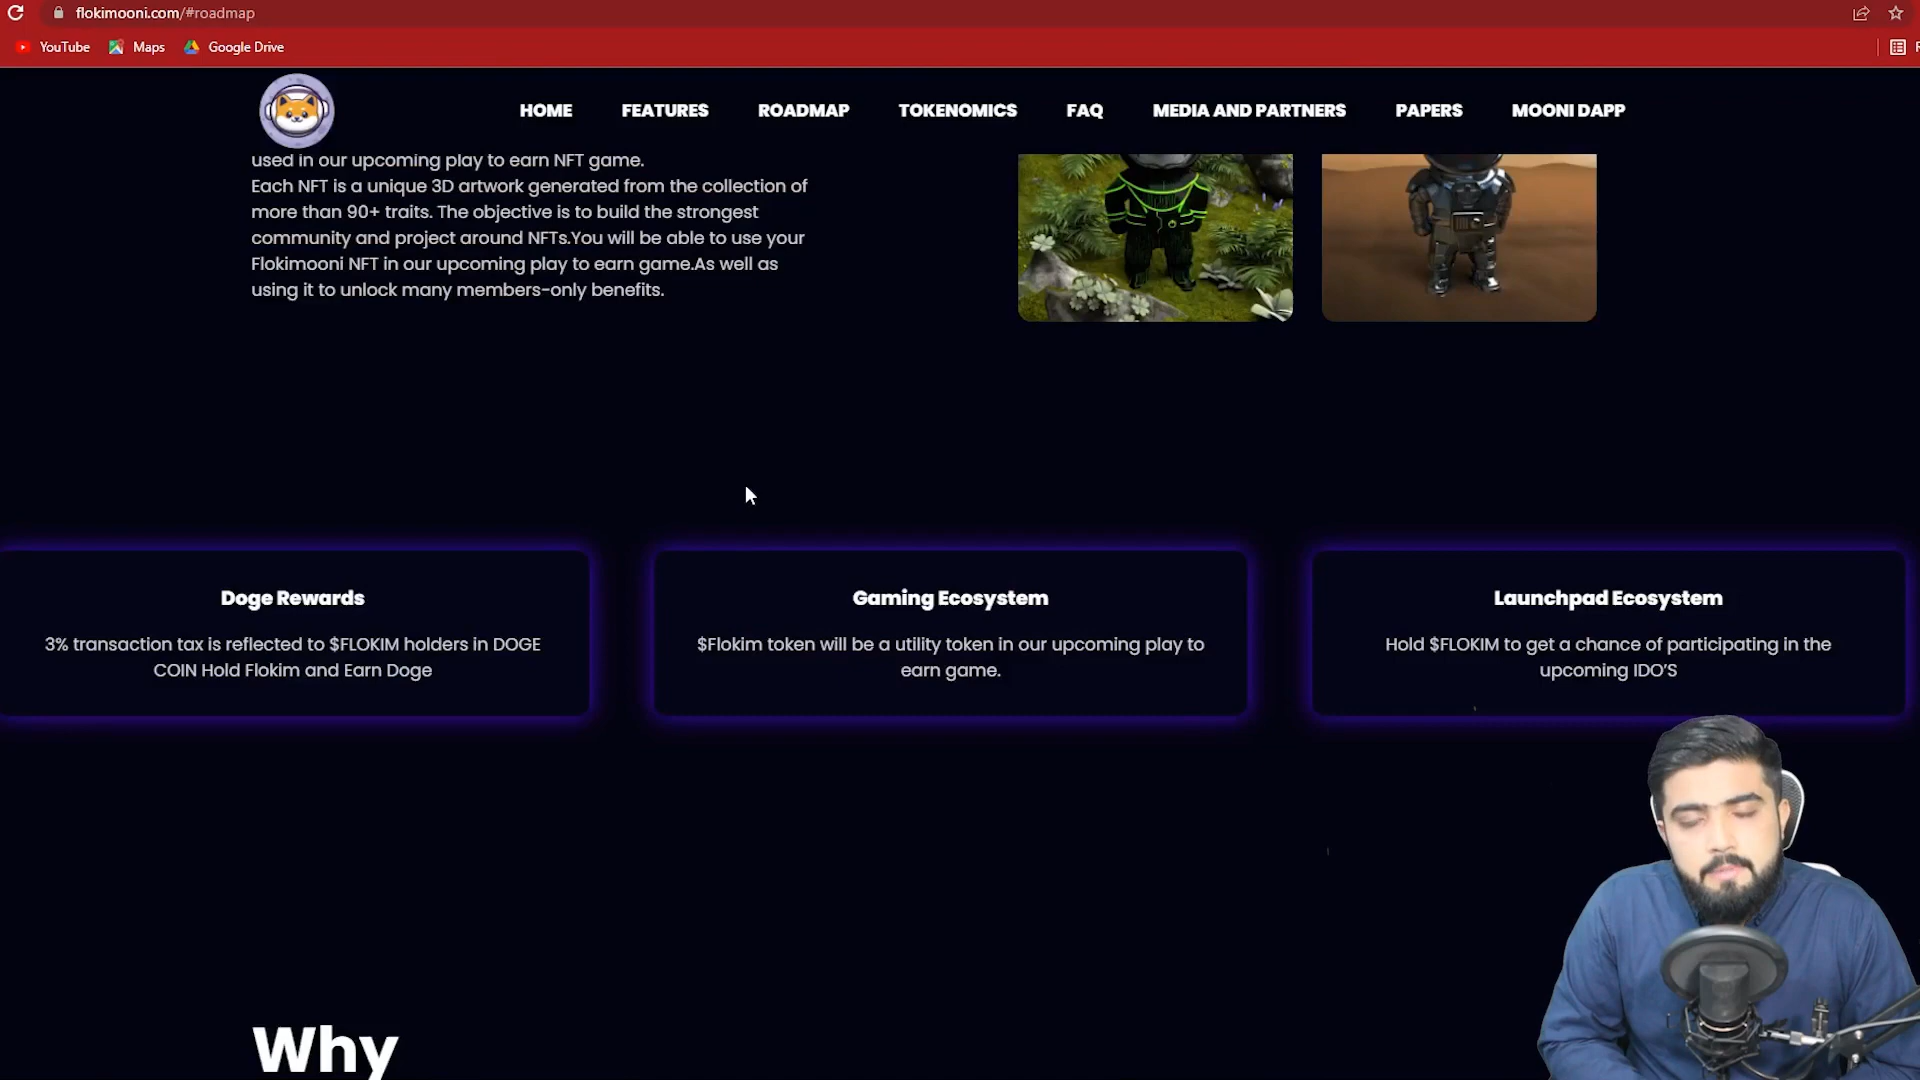 flokimooni.com/#roadmap
YouTube Maps Google Drive
HOME FEATURES ROADMAP TOKENOMICS FAQ MEDIA AND PARTNERS PAPERS MOONI DAPP
used in our upcoming play to earn NFT game.
Each NFT is a unique 3D artwork generated from the collection of
more than 90+ traits. The objective is to build the strongest
community and project around NFTs.You will be able to use your
Flokimooni NFT in our upcoming play to earn game.As well as
using it to unlock many members-only benefits.
Doge Rewards
3% transaction tax is reflected to $FLOKIM holders in DOGE
COIN Hold Flokim and Earn Doge
Gaming Ecosystem
$Flokim token will be a utility token in our upcoming play to
earn game.
Launchpad Ecosystem
Hold $FLOKIM to get a chance of participating in the
upcoming IDO'S
Why